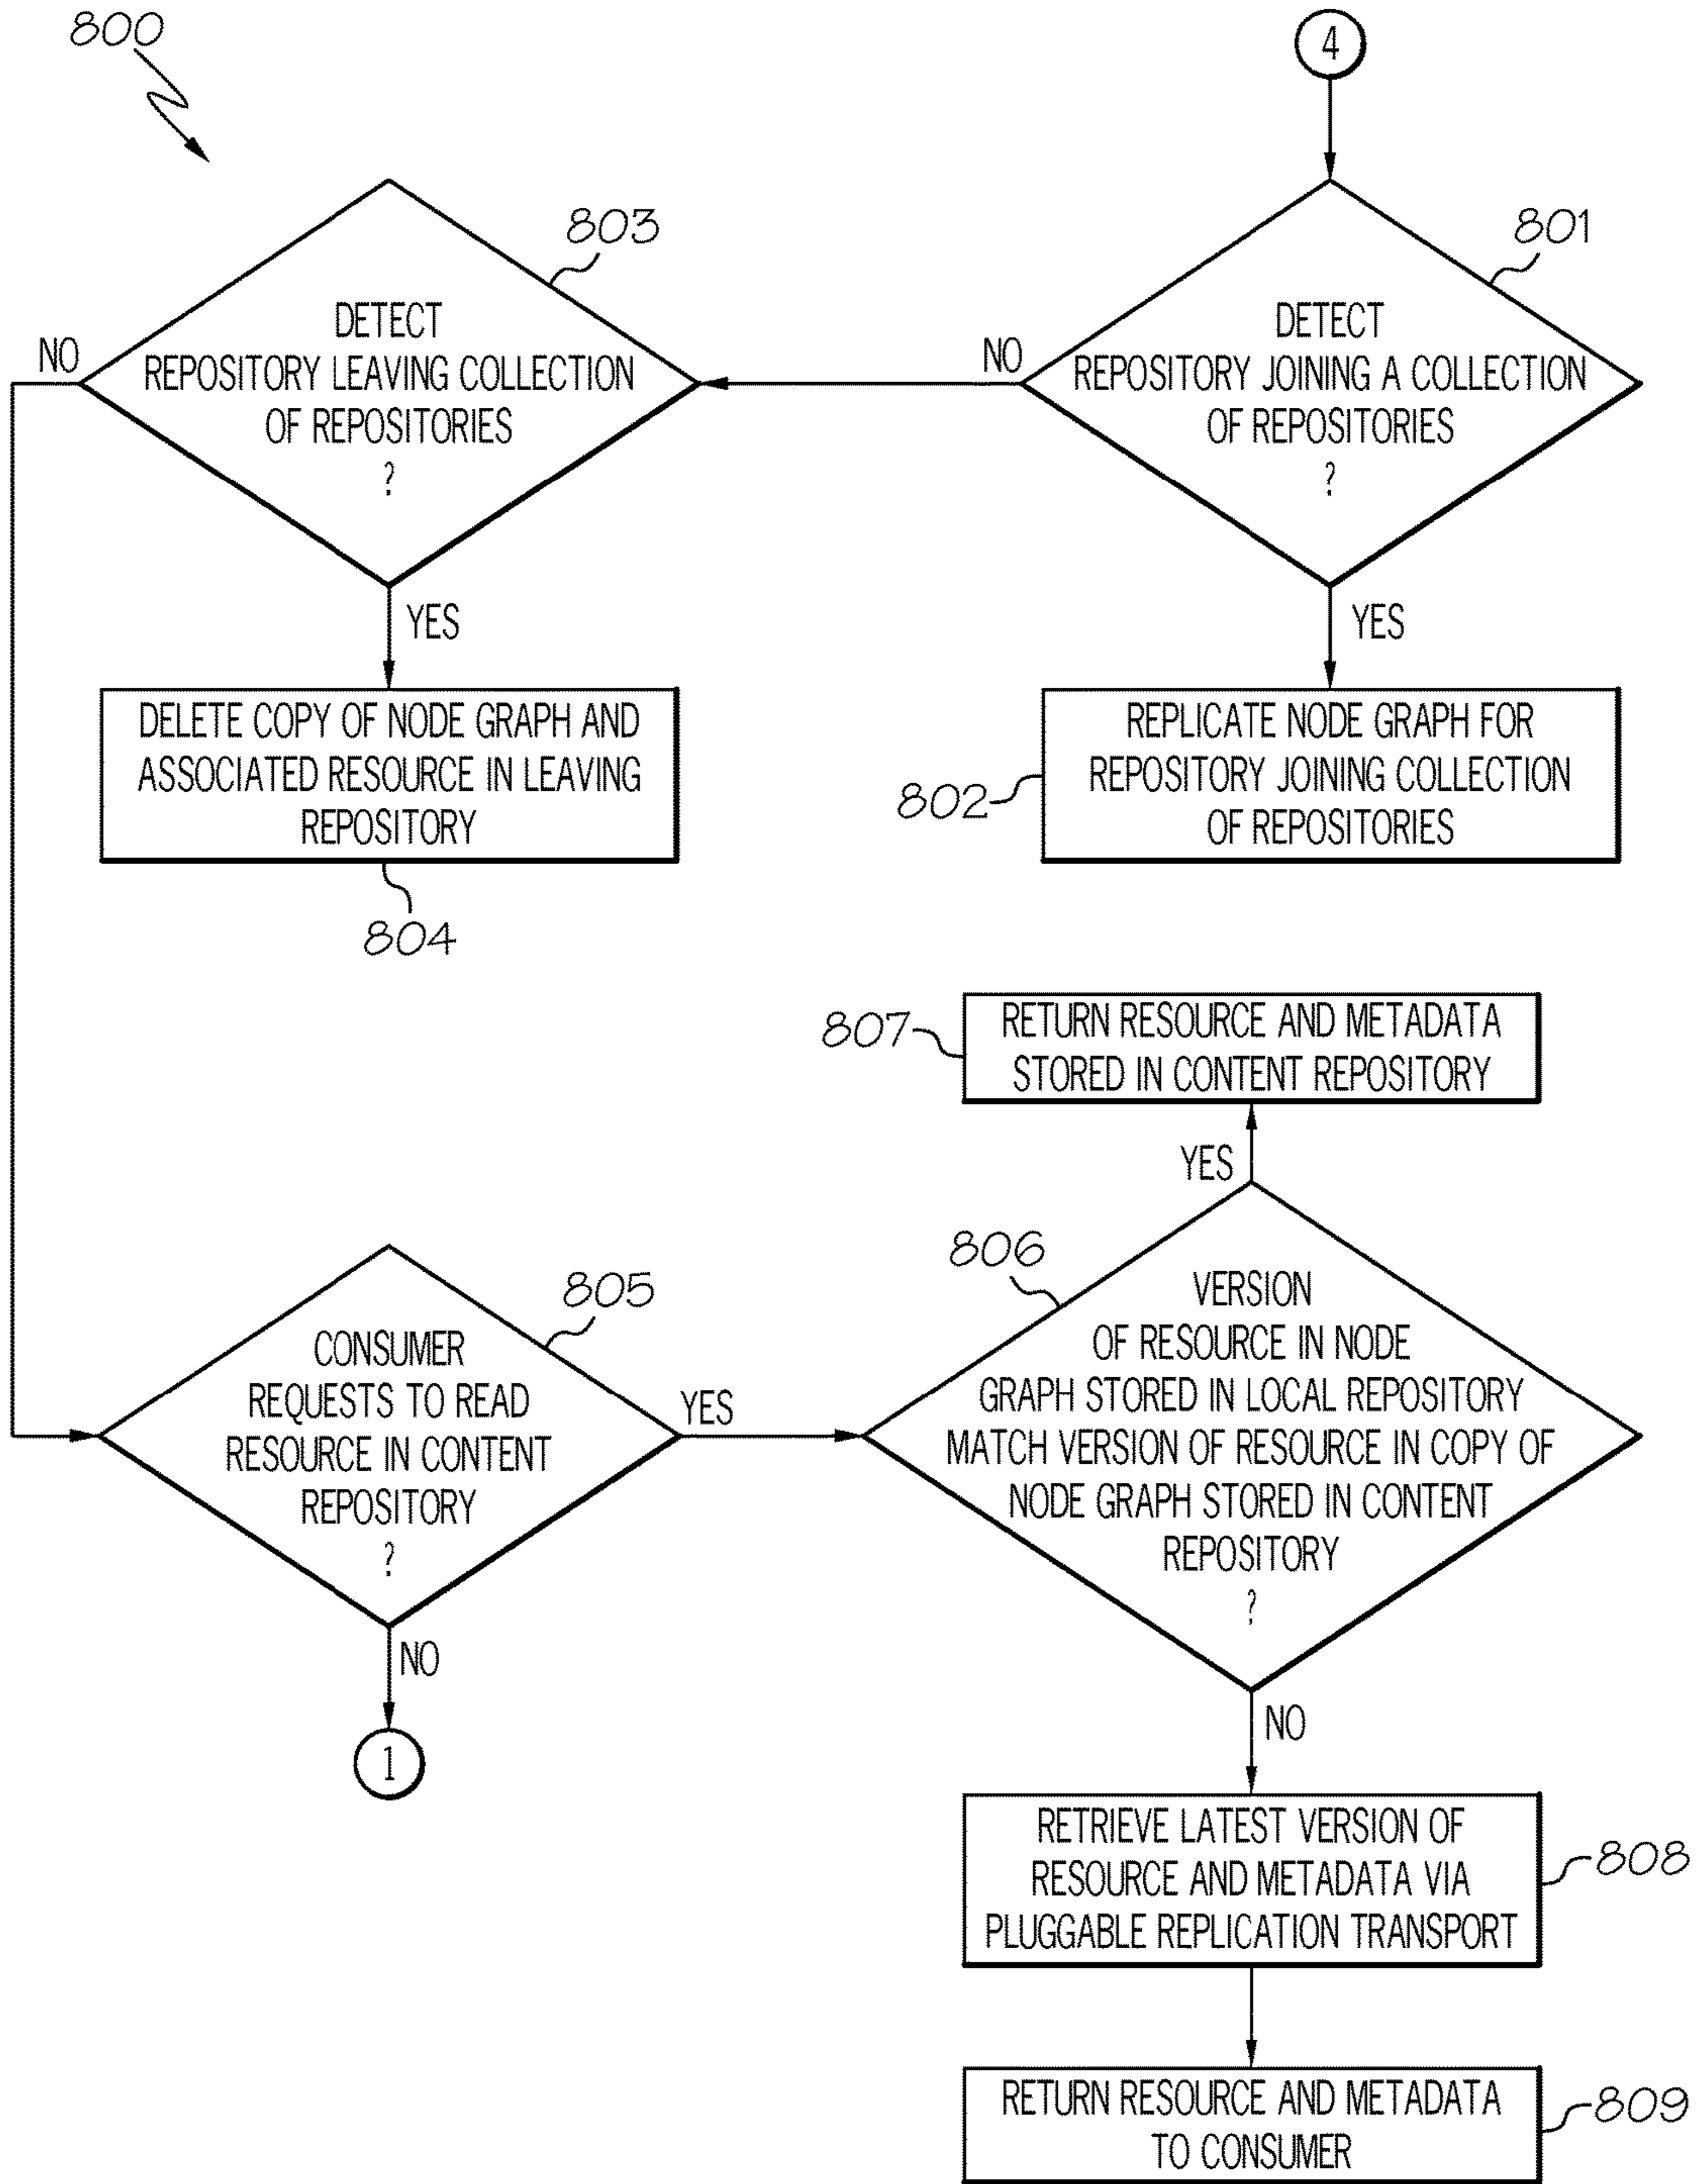 800
4
801
DETECT
REPOSITORY JOINING A COLLECTION
OF REPOSITORIES
?
NO
YES
802
REPLICATE NODE GRAPH FOR
REPOSITORY JOINING COLLECTION
OF REPOSITORIES
803
DETECT
REPOSITORY LEAVING COLLECTION
OF REPOSITORIES
?
NO
YES
DELETE COPY OF NODE GRAPH AND
ASSOCIATED RESOURCE IN LEAVING
REPOSITORY
804
805
CONSUMER
REQUESTS TO READ
RESOURCE IN CONTENT
REPOSITORY
?
YES
NO
1
806
VERSION
OF RESOURCE IN NODE
GRAPH STORED IN LOCAL REPOSITORY
MATCH VERSION OF RESOURCE IN COPY OF
NODE GRAPH STORED IN CONTENT
REPOSITORY
?
YES
807
RETURN RESOURCE AND METADATA
STORED IN CONTENT REPOSITORY
NO
RETRIEVE LATEST VERSION OF
RESOURCE AND METADATA VIA
PLUGGABLE REPLICATION TRANSPORT
808
RETURN RESOURCE AND METADATA
TO CONSUMER
809